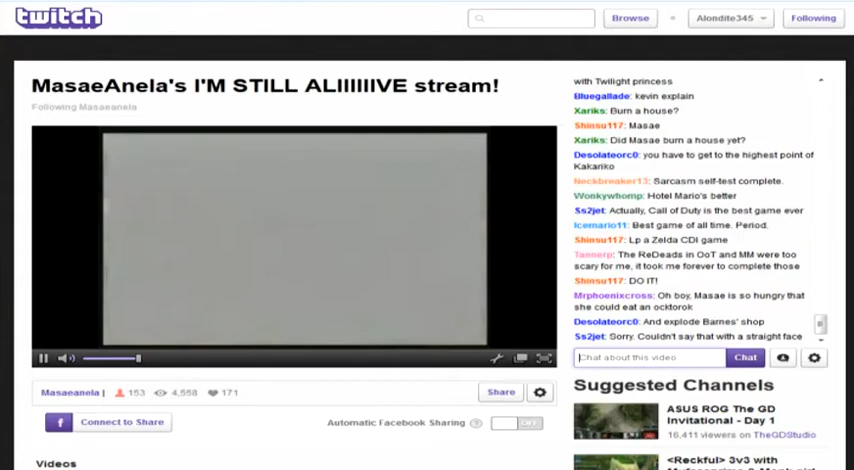 twitch
Browse
Alondite345
Following
MasaeAnela's I'M STILL ALIIIIIIVE stream!
Following Masaeanela
with Twilight princess
Bluegallade: kevin explain
Xariks: Burn a house?
Shinsu117: Masae
Xariks: Did Masae burn a house yet?
Desolateorc0: you have to get to the highest point of
Kakariko
Neckbreaker13: Sarcasm self-test complete.
Wonkywhomp: Hotel Mario's better
Ss2jet: Actually, Call of Duty is the best game ever
Icemario11: Best game of all time. Period.
Shinsu117: Lp a Zelda CDI game
Tannerp: The ReDeads in OoT and MM were too
scary for me, it took me forever to complete those
Shinsu117: DO IT!
Mrphoenixcross: Oh boy, Masae is so hungray that
she could eat an ocktorok
Desolateorc0: And explode Barnes' shop
Ss2jet: Sorry. Couldn't say that with a straight face
Chat about this video
Chat
Masaeanela | 153 4,558 171
Share
f Connect to Share
Automatic Facebook Sharing ? OFF
Suggested Channels
ASUS ROG The GD
Invitational - Day 1
16,411 viewers on TheGDStudio
Videos
<Reckful> 3v3 with